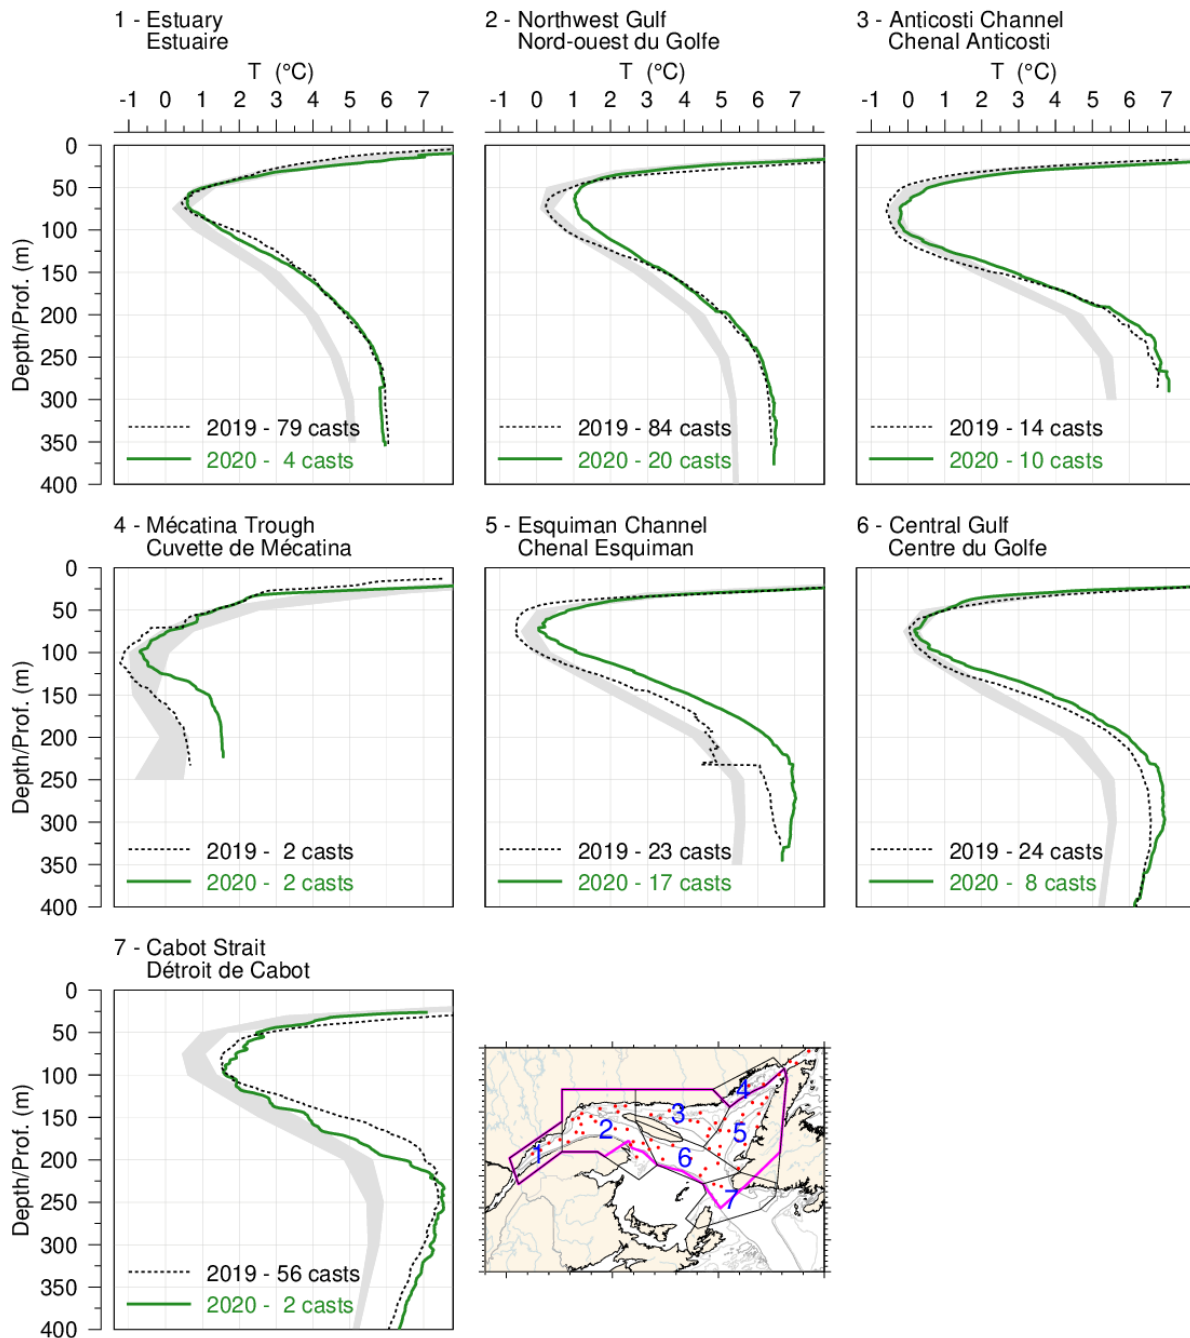 1 - Estuary
Estuaire
2 - Northwest Gulf
Nord-ouest du Golfe
3 - Anticosti Channel
Chenal Anticosti
T (°C)
T (°C)
T (°C)
-1 0 1 2 3 4 5 6 7
-1 0 1 2 3 4 5 6 7
-1 0 1 2 3 4 5 6 7
Depth/Prof. (m)
0
50
100
150
200
250
300
350
400
2019 - 79 casts
2020 - 4 casts
2019 - 84 casts
2020 - 20 casts
2019 - 14 casts
2020 - 10 casts
4 - Mécatina Trough
Cuvette de Mécatina
5 - Esquiman Channel
Chenal Esquiman
6 - Central Gulf
Centre du Golfe
Depth/Prof. (m)
0
50
100
150
200
250
300
350
400
2019 - 2 casts
2020 - 2 casts
2019 - 23 casts
2020 - 17 casts
2019 - 24 casts
2020 - 8 casts
7 - Cabot Strait
Détroit de Cabot
Depth/Prof. (m)
0
50
100
150
200
250
300
350
400
2019 - 56 casts
2020 - 2 casts
4
3
2
5
1
6
7